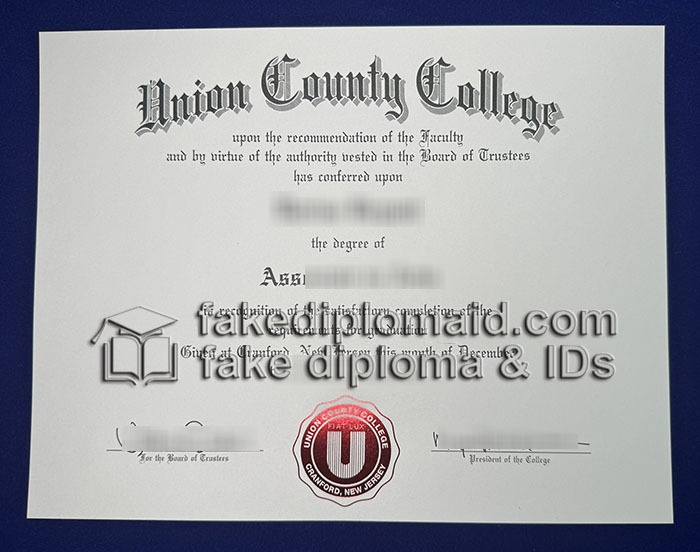 Union County College
upon the recommendation of the Faculty
and by virtue of the authority vested in the Board of Trustees
has conferred upon
the degree of
in recognition of the satisfactory completion of the
requirements for graduation
Given at Cranford, New Jersey this month of December
fakediplomaid.com
fake diploma & IDs
UNION COUNTY COLLEGE
FIAT LUX
U
CRANFORD, NEW JERSEY
For the Board of Trustees
President of the College